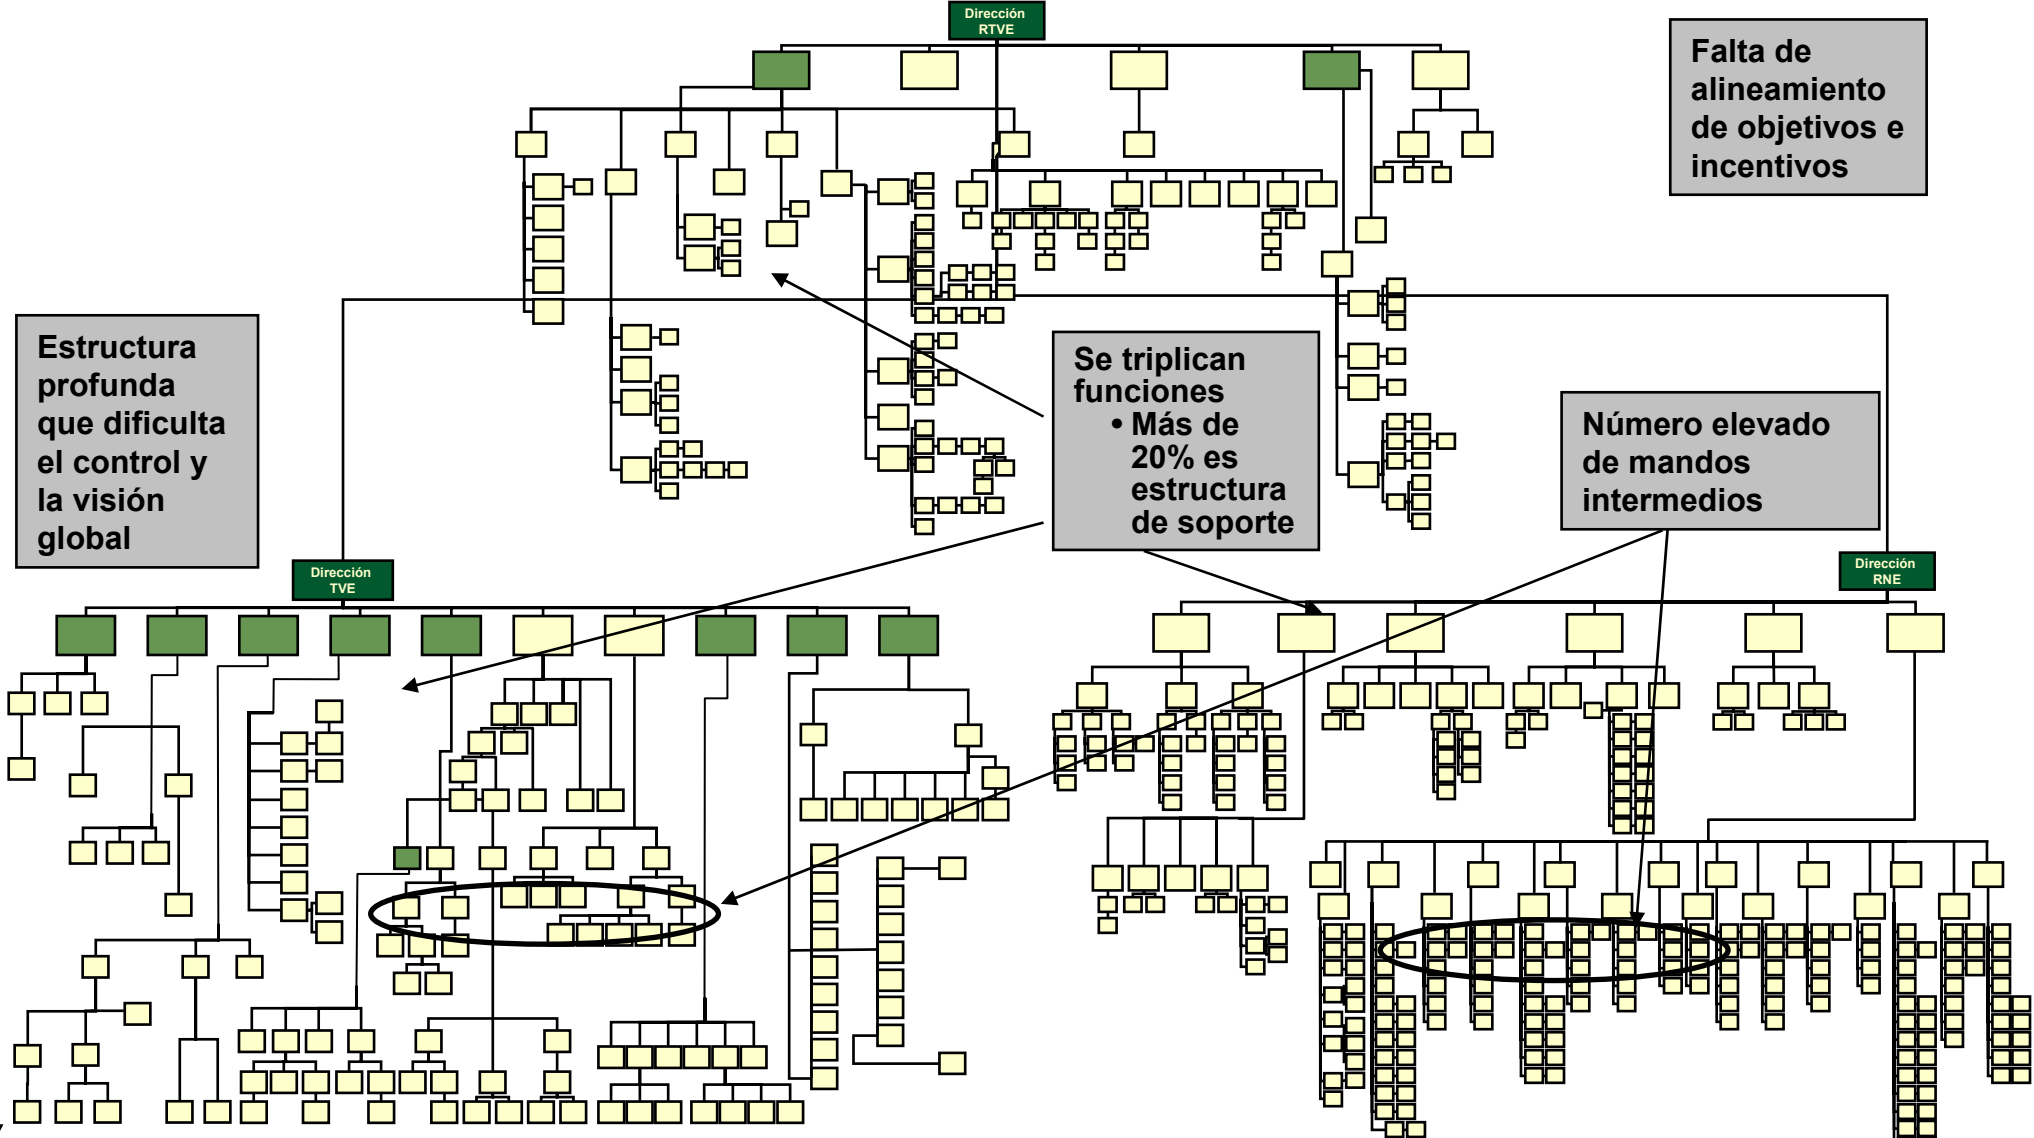 Dirección
RTVE
Falta de
alineamiento
de objetivos e
incentivos
Estructura
profunda
que dificulta
el control y
la visión
global
Se triplican
funciones
• Más de
20% es
estructura
de soporte
Número elevado
de mandos
intermedios
Dirección
TVE
Dirección
RNE